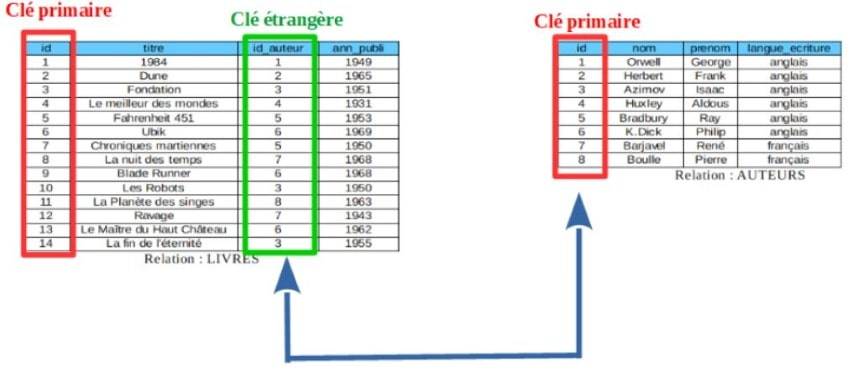 Clé primaire
Clé étrangère
id titre id_auteur ann_publi
1 1984 1 1949
2 Dune 2 1965
3 Fondation 3 1951
4 Le meilleur des mondes 4 1931
5 Fahrenheit 451 5 1953
6 Ubik 6 1969
7 Chroniques martiennes 5 1950
8 La nuit des temps 7 1968
9 Blade Runner 6 1968
10 Les Robots 3 1950
11 La Planète des singes 8 1963
12 Ravage 7 1943
13 Le Maître du Haut Château 6 1962
14 La fin de l'éternité 3 1955
Relation : LIVRES
Clé primaire
id nom prenom langue_ecriture
1 Orwell George anglais
2 Herbert Frank anglais
3 Azimov Isaac anglais
4 Huxley Aldous anglais
5 Bradbury Ray anglais
6 K.Dick Philip anglais
7 Barjavel René français
8 Boulle Pierre français
Relation : AUTEURS